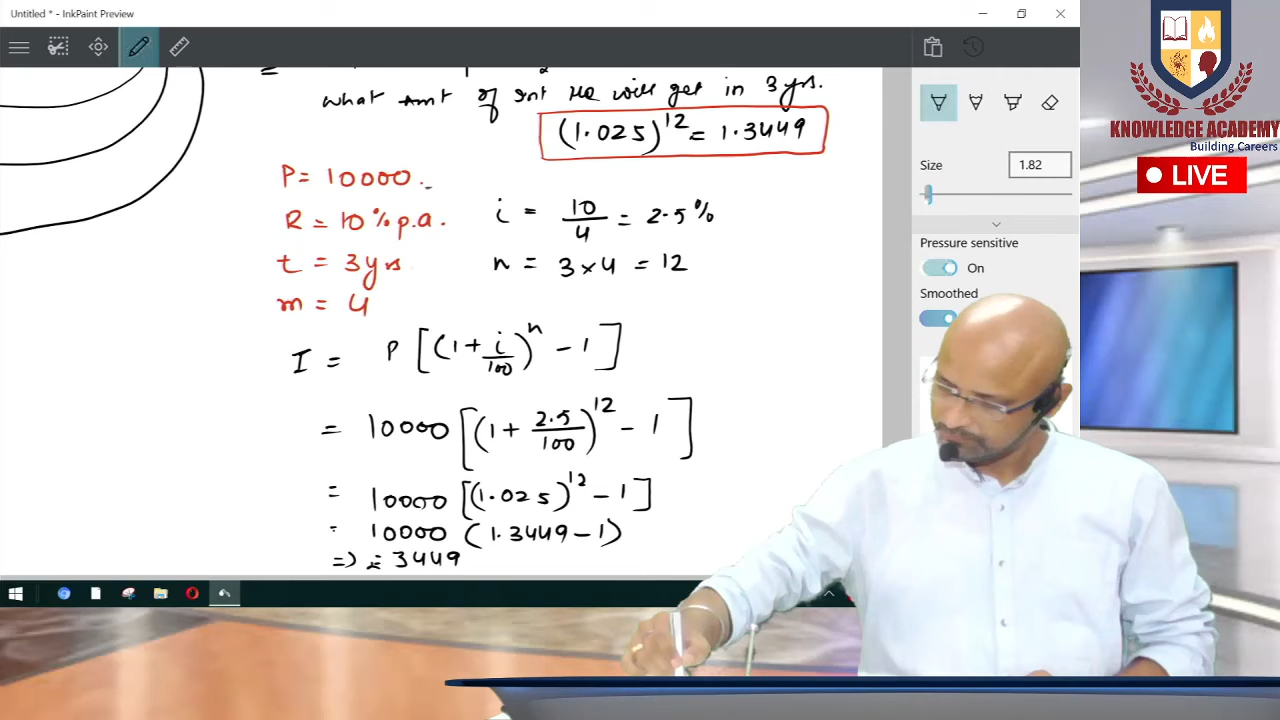 Untitled * - InkPaint Preview
what amt of Int He will get in 3 yrs.
(1.025)^12 = 1.3449
P = 10000
R = 10% p.a.
t = 3 yrs
m = 4
i = 10/4 = 2.5%
n = 3 × 4 = 12
I = P [(1 + i/100)^n - 1]
= 10000 [(1 + 2.5/100)^12 - 1]
= 10000 [(1.025)^12 - 1]
= 10000 (1.3449 - 1)
=> = 3449
Size
1.82
Pressure sensitive
On
Smoothed
KNOWLEDGE ACADEMY
Building Careers
LIVE